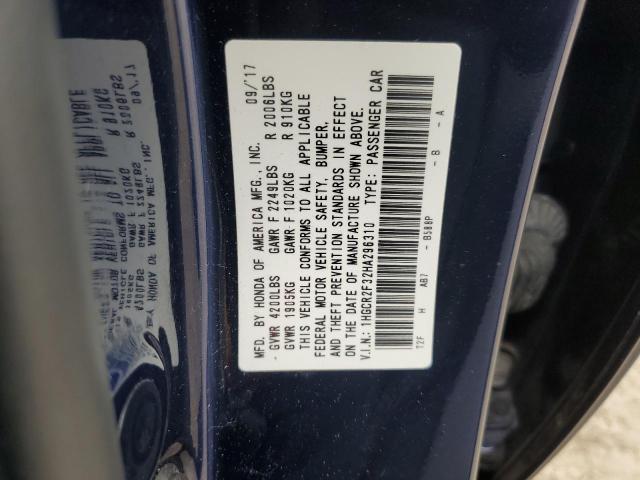 MFD. BY HONDA OF AMERICA MFG., INC. 09/'17
GVWR 4200LBS GAWR F 2249LBS R 2006LBS
GVWR 1905KG GAWR F 1020KG R 910KG
THIS VEHICLE CONFORMS TO ALL APPLICABLE
FEDERAL MOTOR VEHICLE SAFETY, BUMPER,
AND THEFT PREVENTION STANDARDS IN EFFECT
ON THE DATE OF MANUFACTURE SHOWN ABOVE.
V.I.N.: 1HGCR2F32HA296310 TYPE: PASSENGER CAR
T2F H AB7 - B588P - B - A